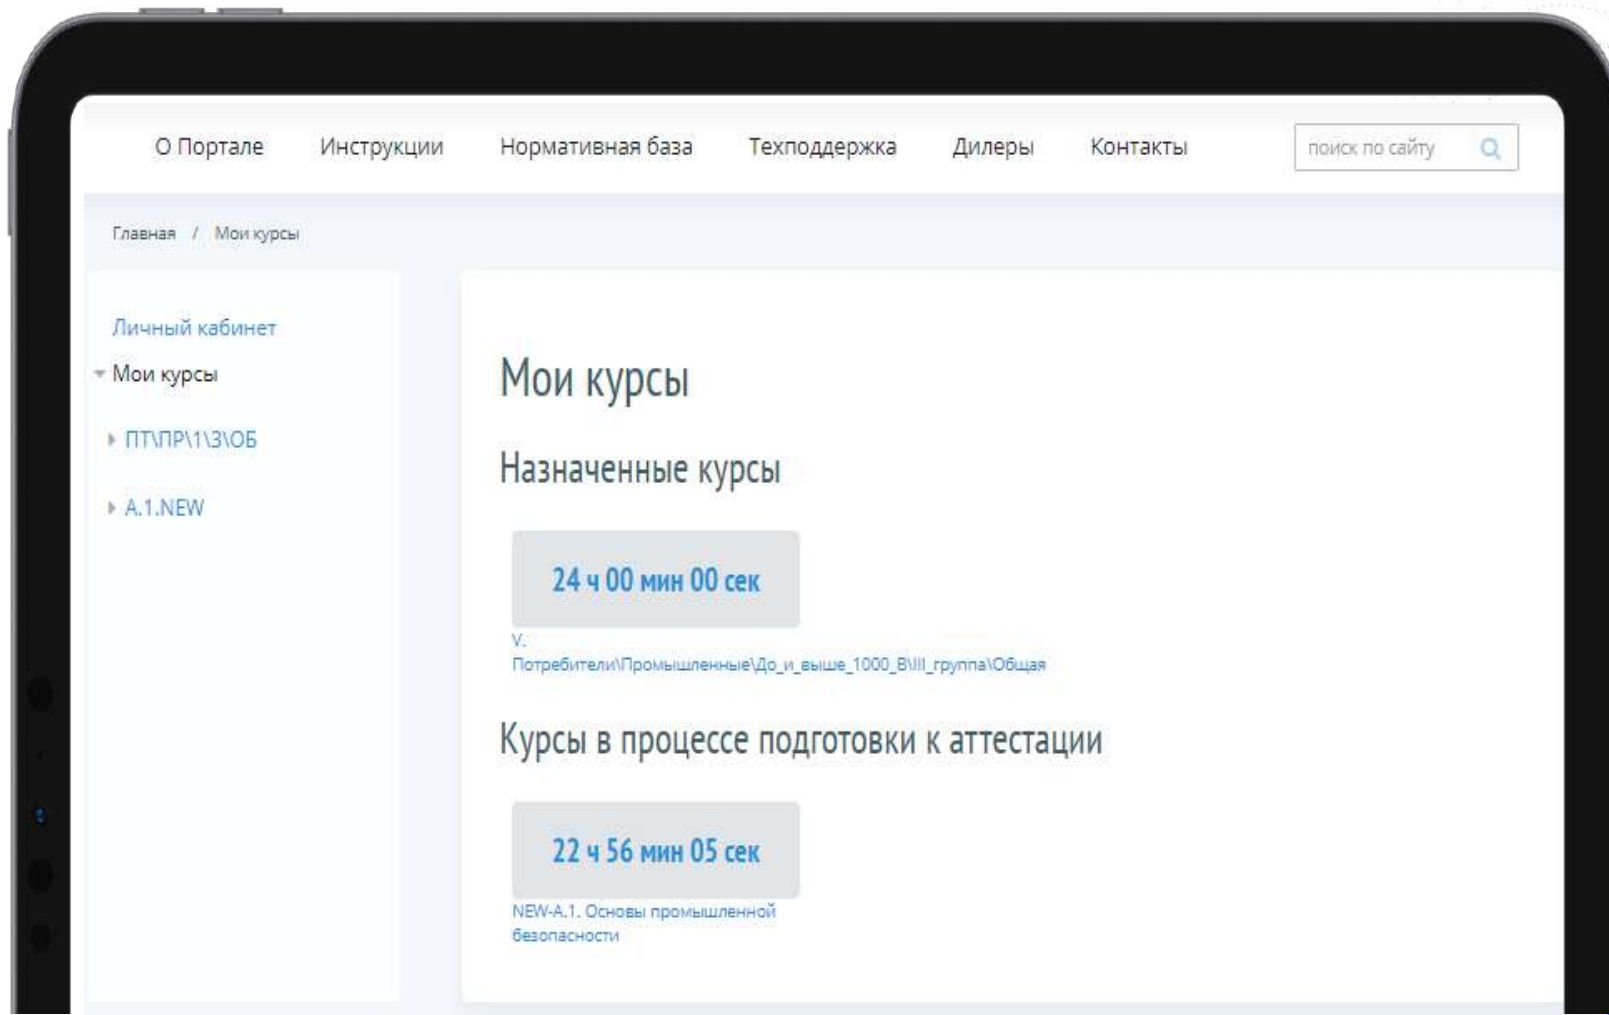 О Портале Инструкции Нормативная база Техподдержка Дилеры Контакты поиск по сайту
Главная / Мои курсы
Личный кабинет
Мои курсы
ПТ\ПР\1\3\ОБ
A.1.NEW
Мои курсы
Назначенные курсы
24 ч 00 мин 00 сек
V.
Потребители\Промышленные\До_и_выше_1000_В\III_группа\Общая
Курсы в процессе подготовки к аттестации
22 ч 56 мин 05 сек
NEW-А.1. Основы промышленной
безопасности